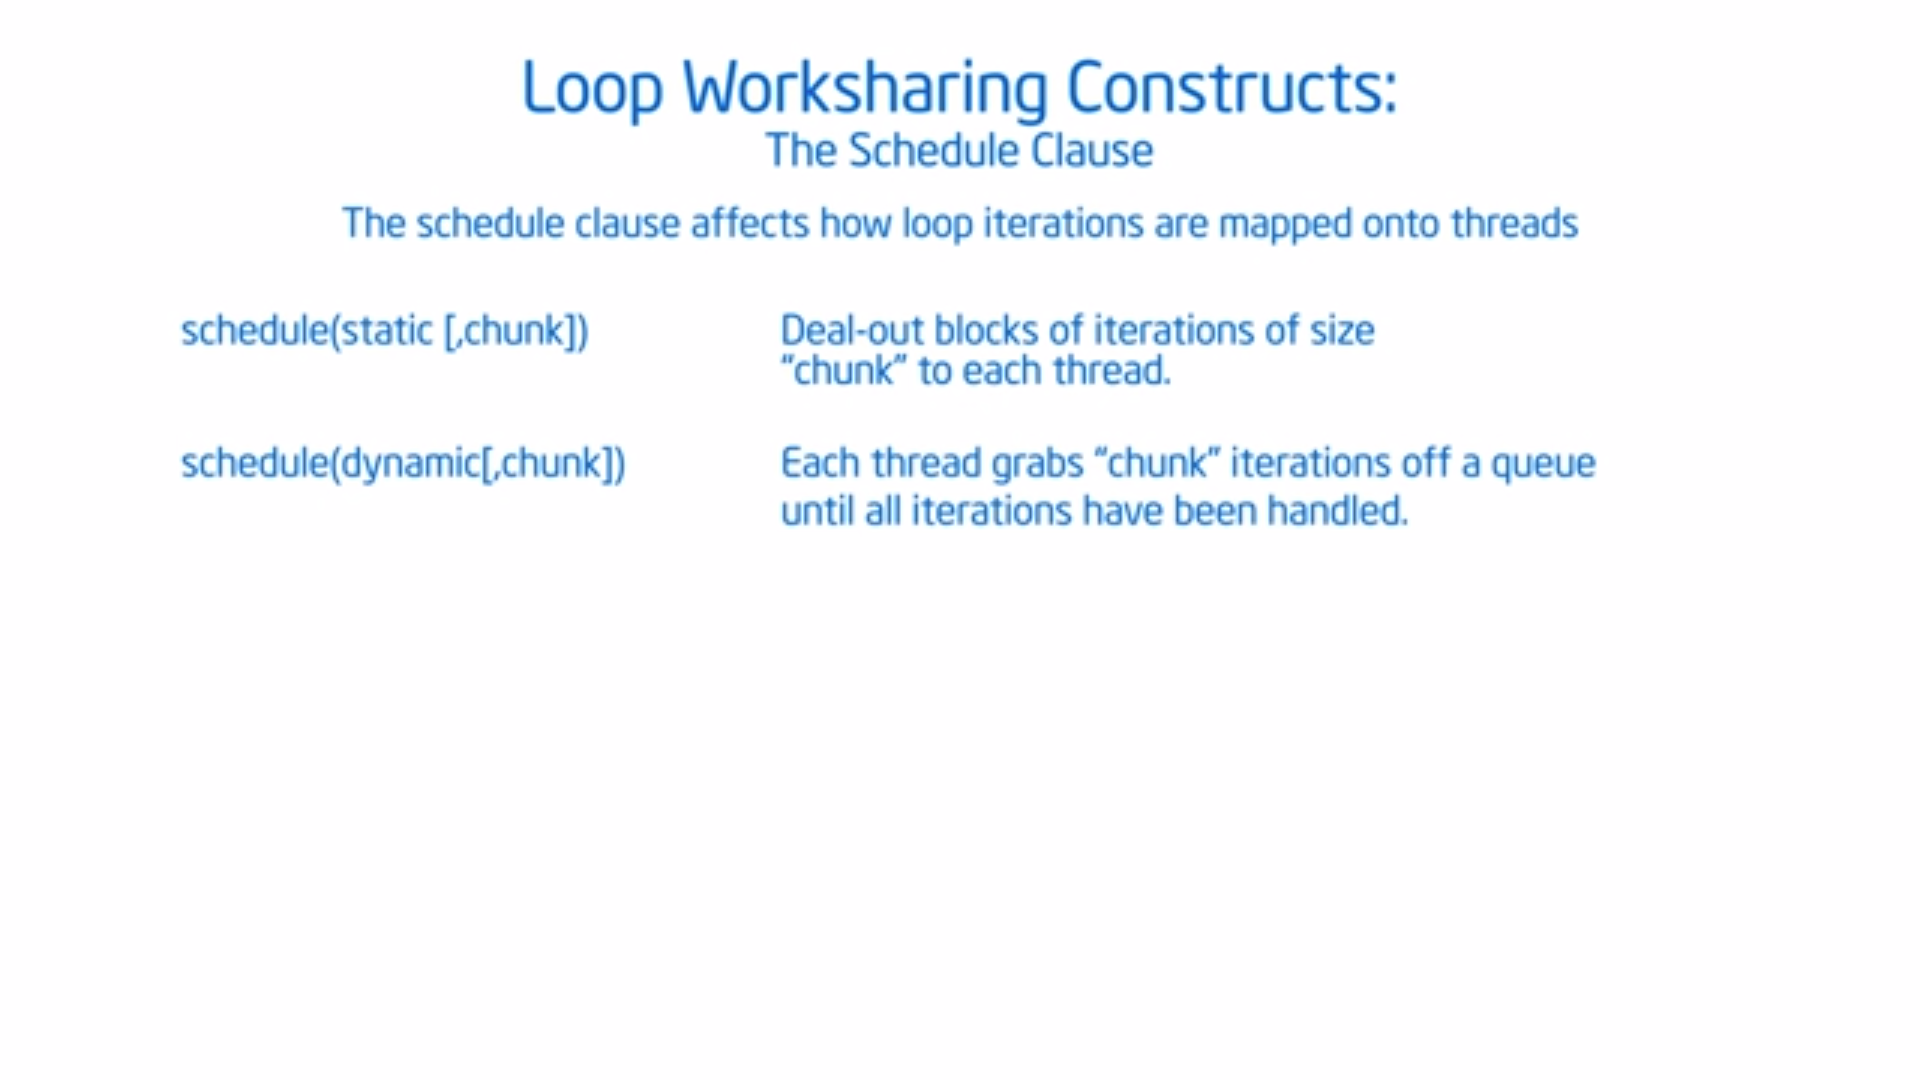 Loop Worksharing Constructs:
The Schedule Clause
The schedule clause affects how loop iterations are mapped onto threads
schedule(static [,chunk])
Deal-out blocks of iterations of size
“chunk” to each thread.
schedule(dynamic[,chunk])
Each thread grabs “chunk” iterations off a queue
until all iterations have been handled.